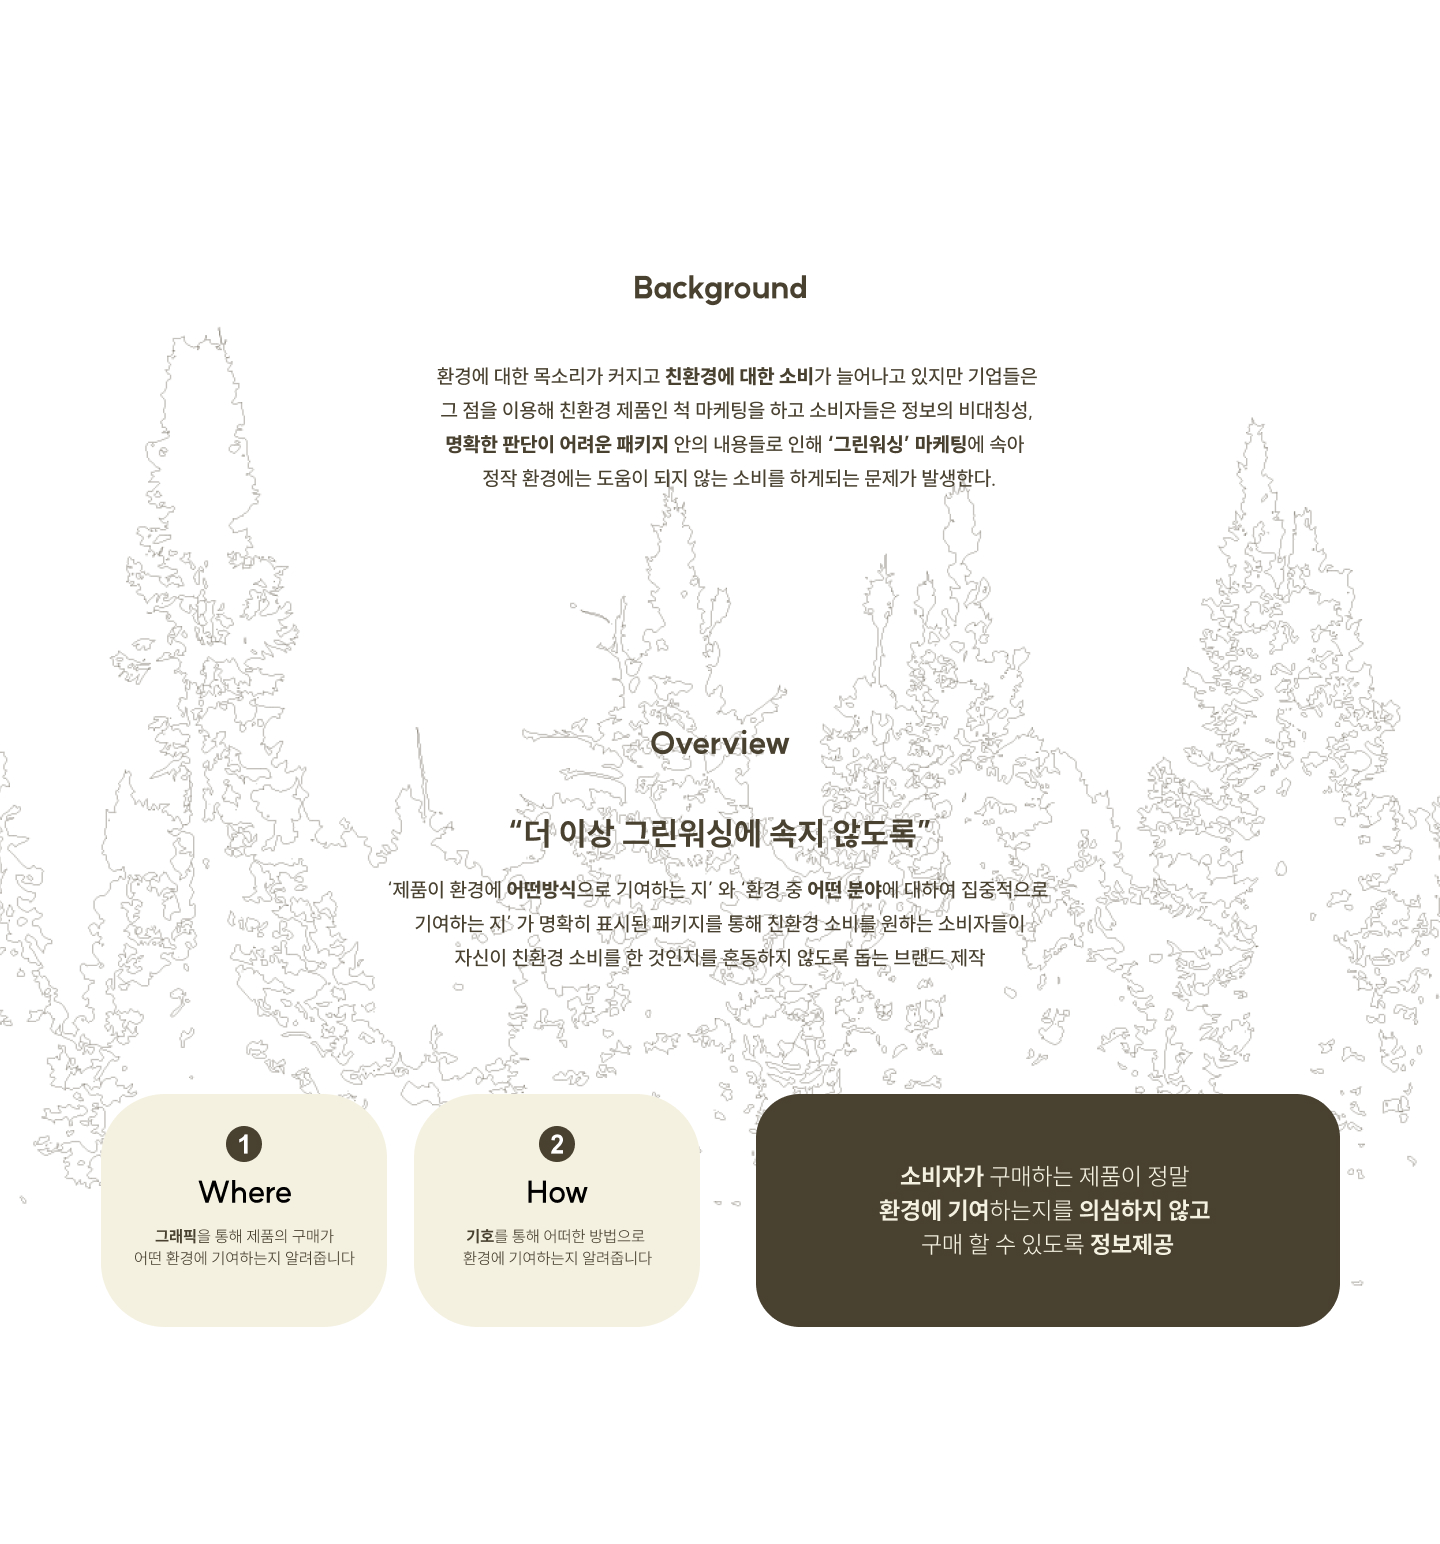 Background
환경에 대한 목소리가 커지고 친환경에 대한 소비가 늘어나고 있지만 기업들은
그 점을 이용해 친환경 제품인 척 마케팅을 하고 소비자들은 정보의 비대칭성,
명확한 판단이 어려운 패키지 안의 내용들로 인해 ‘그린워싱’ 마케팅에 속아
정작 환경에는 도움이 되지 않는 소비를 하게되는 문제가 발생한다.
Overview
“더 이상 그린워싱에 속지 않도록”
‘제품이 환경에 어떤방식으로 기여하는 지’ 와 ‘환경 중 어떤 분야에 대하여 집중적으로
기여하는 지’ 가 명확히 표시된 패키지를 통해 친환경 소비를 원하는 소비자들이
자신이 친환경 소비를 한 것인지를 혼동하지 않도록 돕는 브랜드 제작
1
Where
그래픽을 통해 제품의 구매가
어떤 환경에 기여하는지 알려줍니다
2
How
기호를 통해 어떠한 방법으로
환경에 기여하는지 알려줍니다
소비자가 구매하는 제품이 정말
환경에 기여하는지를 의심하지 않고
구매 할 수 있도록 정보제공